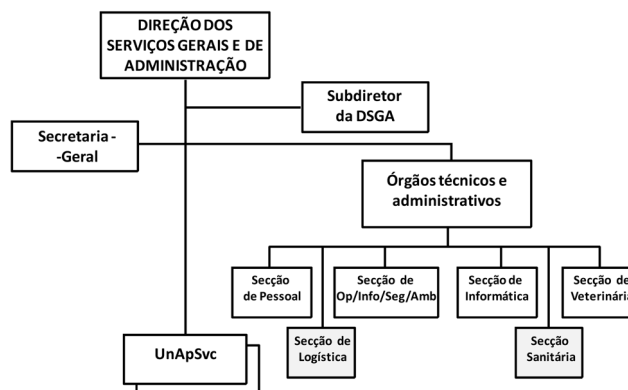 DIREÇÃO DOS
SERVIÇOS GERAIS E DE
ADMINISTRAÇÃO
Subdiretor
da DSGA
Secretaria -
-Geral
Órgãos técnicos e
administrativos
Secção
de Pessoal
Secção de
Op/Info/Seg/Amb
Secção de
Informática
Secção de
Veterinária
Secção de
Logística
Secção
Sanitária
UnApSvc